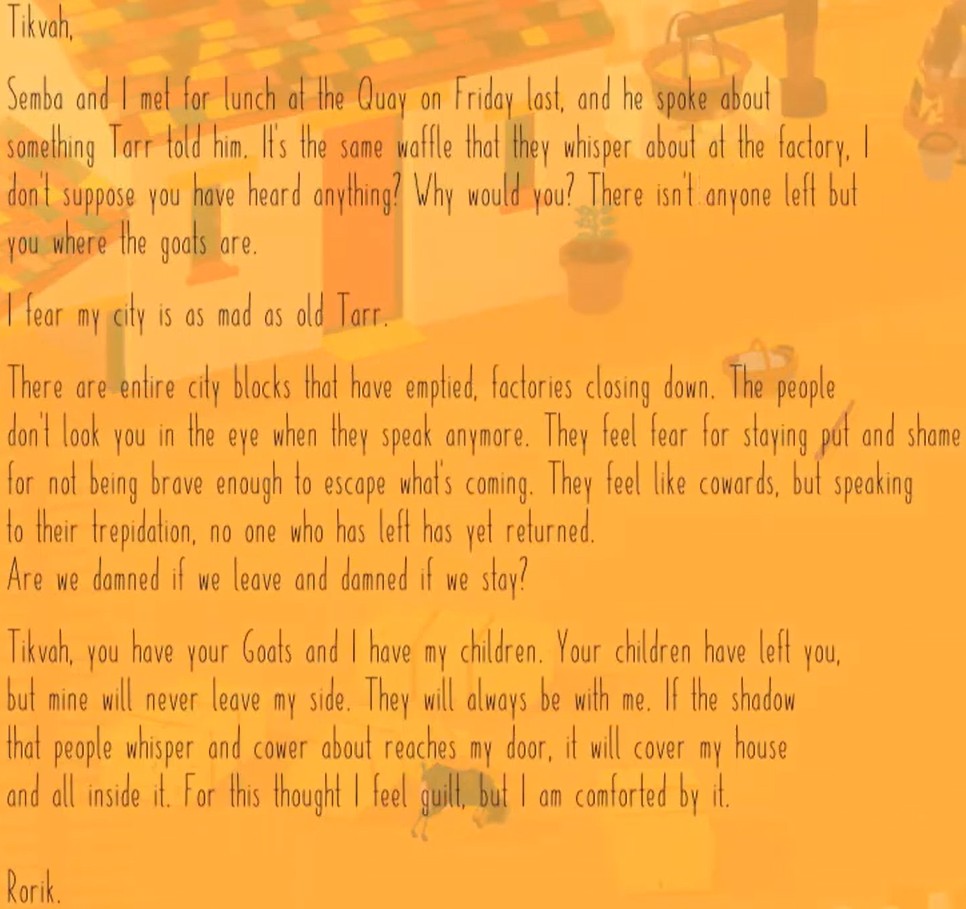 Tikvah,
Semba and I met for lunch at the Quay on Friday last, and he spoke about
something Tarr told him. It's the same waffle that they whisper about at the factory, I
don't suppose you have heard anything? Why would you? There isn't anyone left but
you where the goats are.
I fear my city is as mad as old Tarr.
There are entire city blocks that have emptied, factories closing down. The people
don't look you in the eye when they speak anymore. They feel fear for staying put and shame
for not being brave enough to escape what's coming. They feel like cowards, but speaking
to their trepidation, no one who has left has yet returned.
Are we damned if we leave and damned if we stay?
Tikvah, you have your Goats and I have my children. Your children have left you,
but mine will never leave my side. They will always be with me. If the shadow
that people whisper and cower about reaches my door, it will cover my house
and all inside it. For this thought I feel guilt, but I am comforted by it.
Rorik.